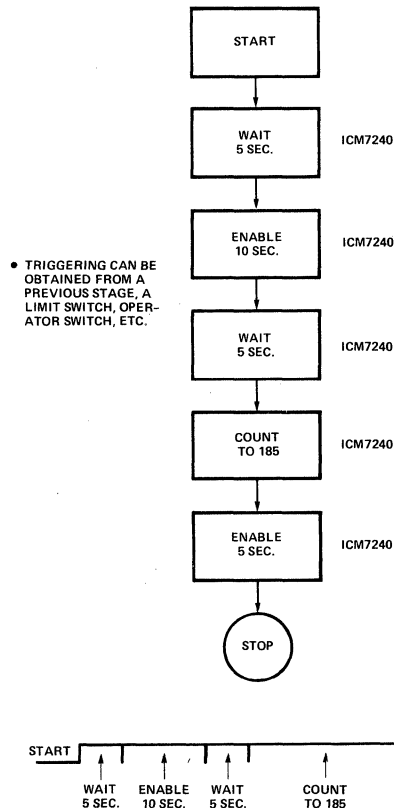 START
WAIT
5 SEC.
ICM7240
ENABLE
10 SEC.
ICM7240
• TRIGGERING CAN BE
OBTAINED FROM A
PREVIOUS STAGE, A
LIMIT SWITCH, OPER-
ATOR SWITCH, ETC.
WAIT
5 SEC.
ICM7240
COUNT
TO 185
ICM7240
ENABLE
5 SEC.
ICM7240
STOP
START
WAIT
5 SEC.
ENABLE
10 SEC.
WAIT
5 SEC.
COUNT
TO 185